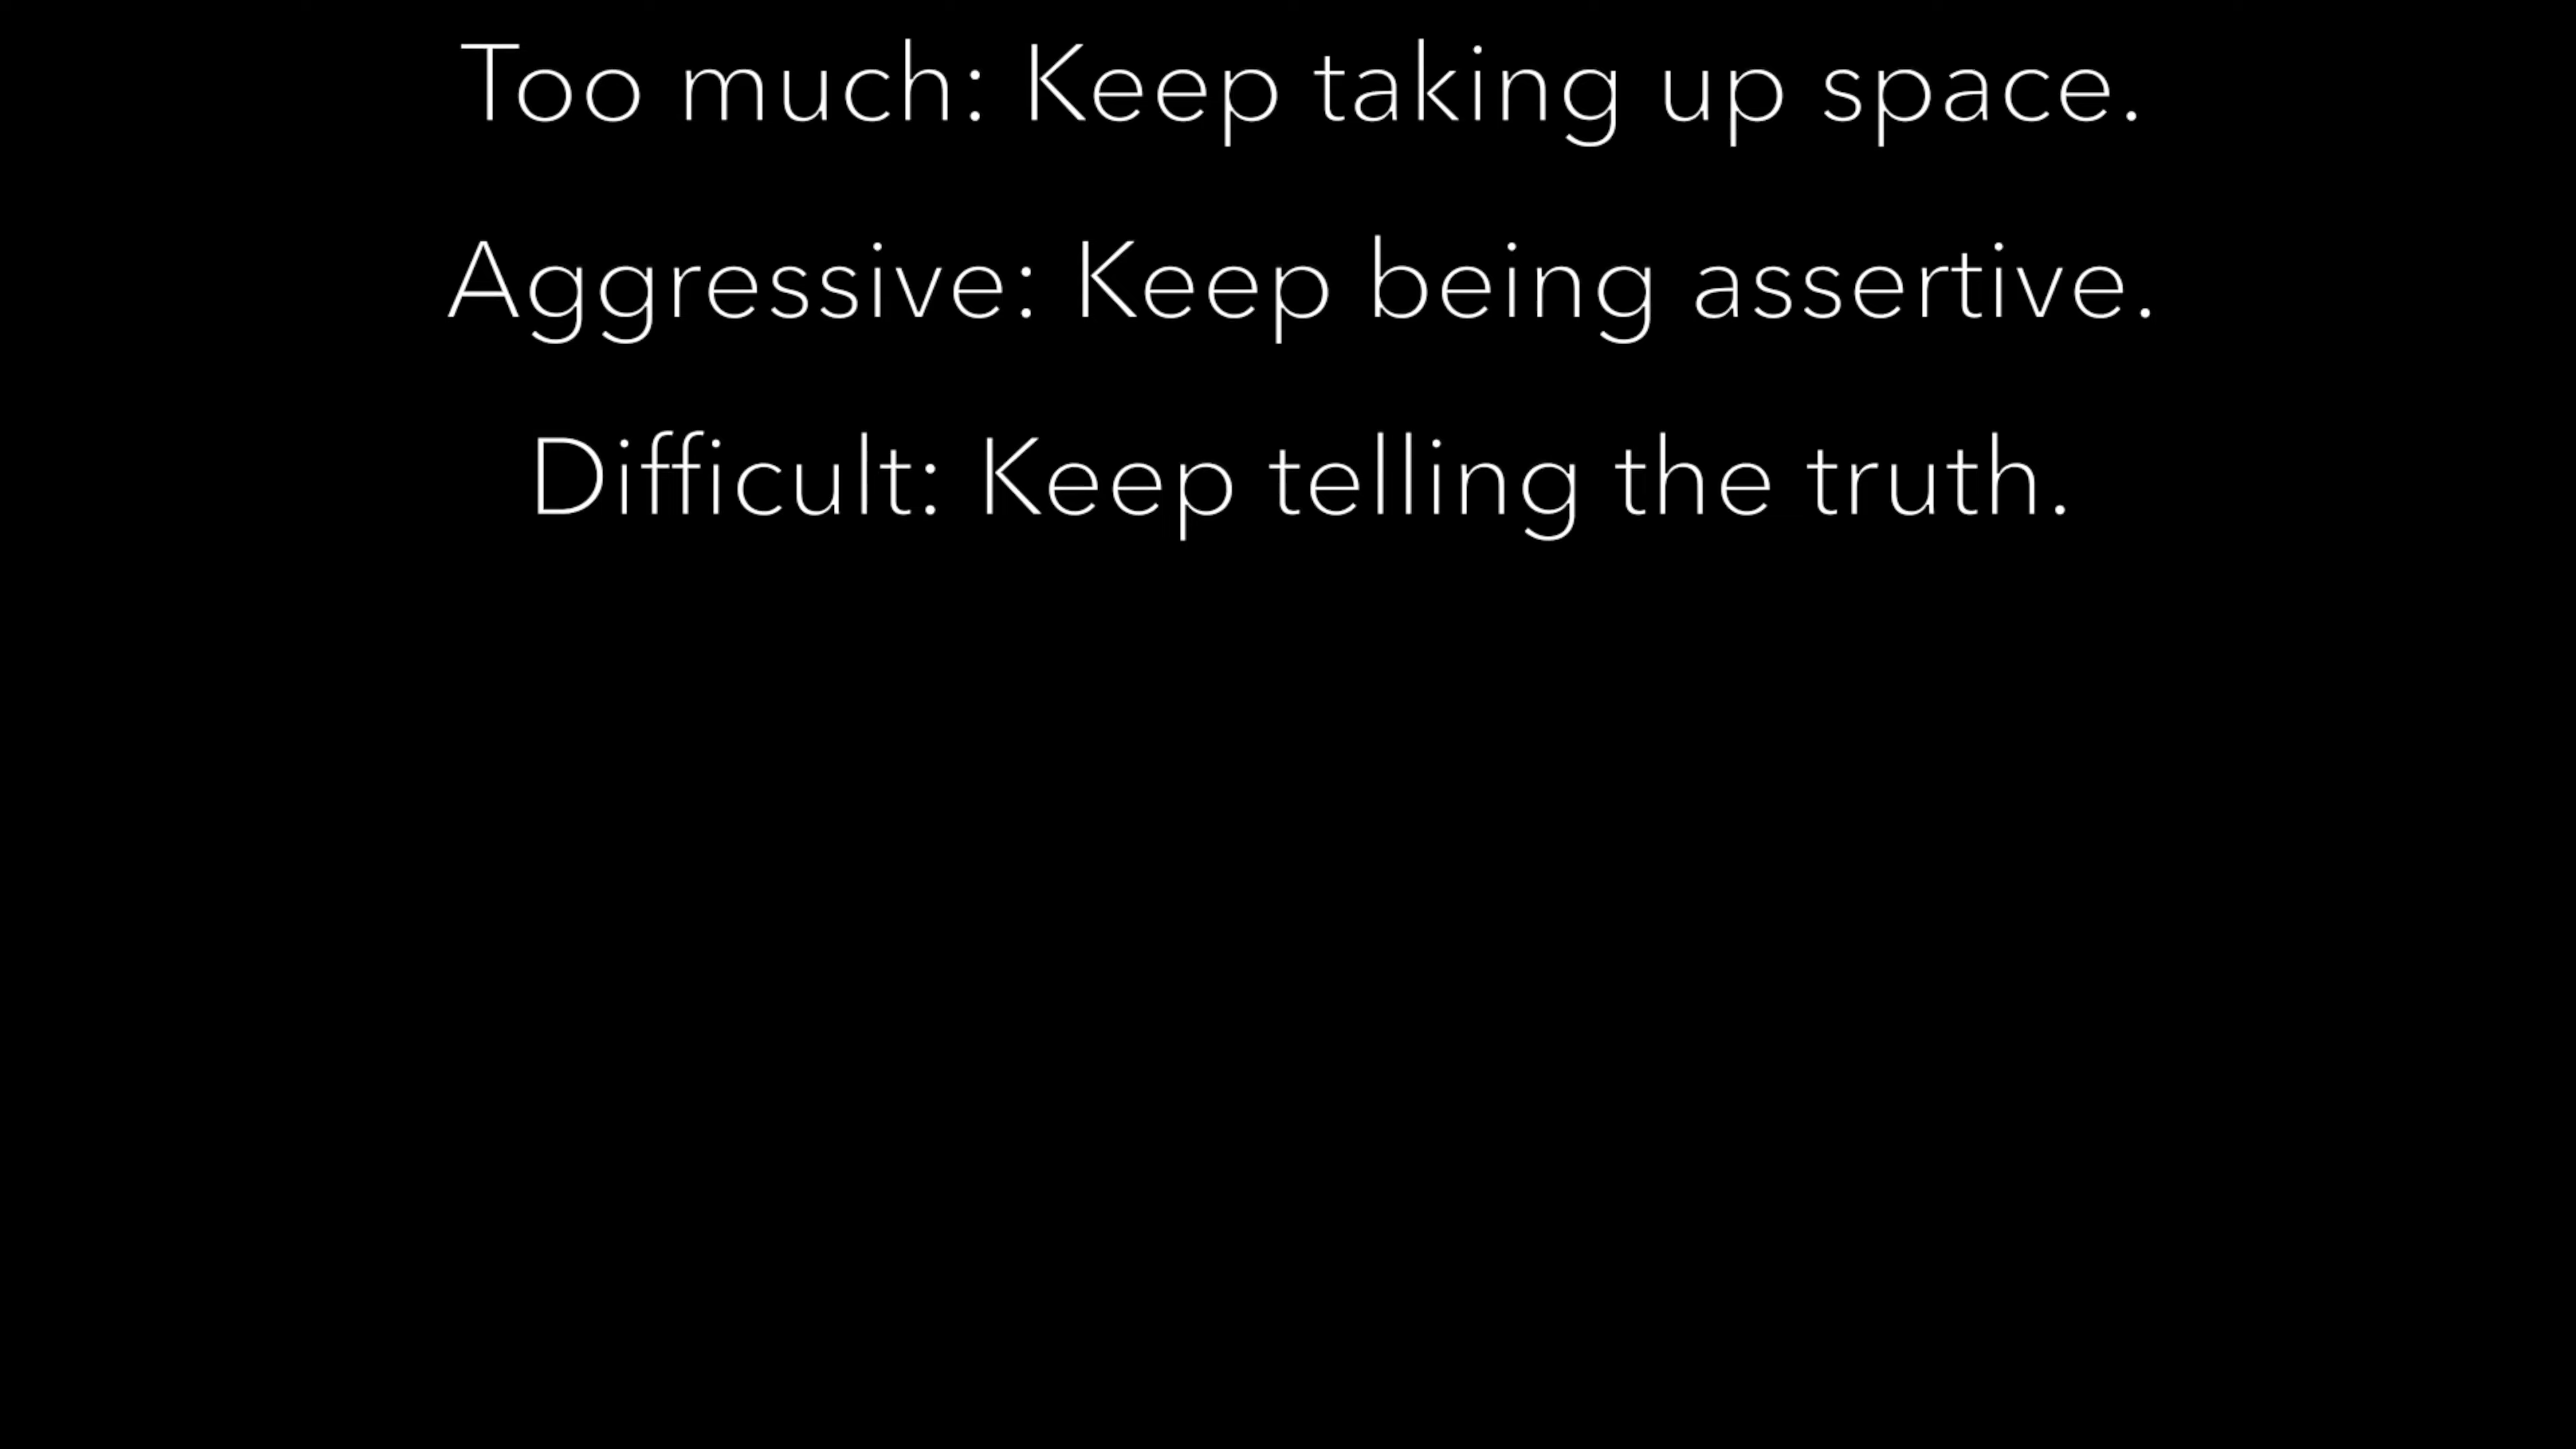 Too much: Keep taking up space.
Aggressive: Keep being assertive.
Difficult: Keep telling the truth.